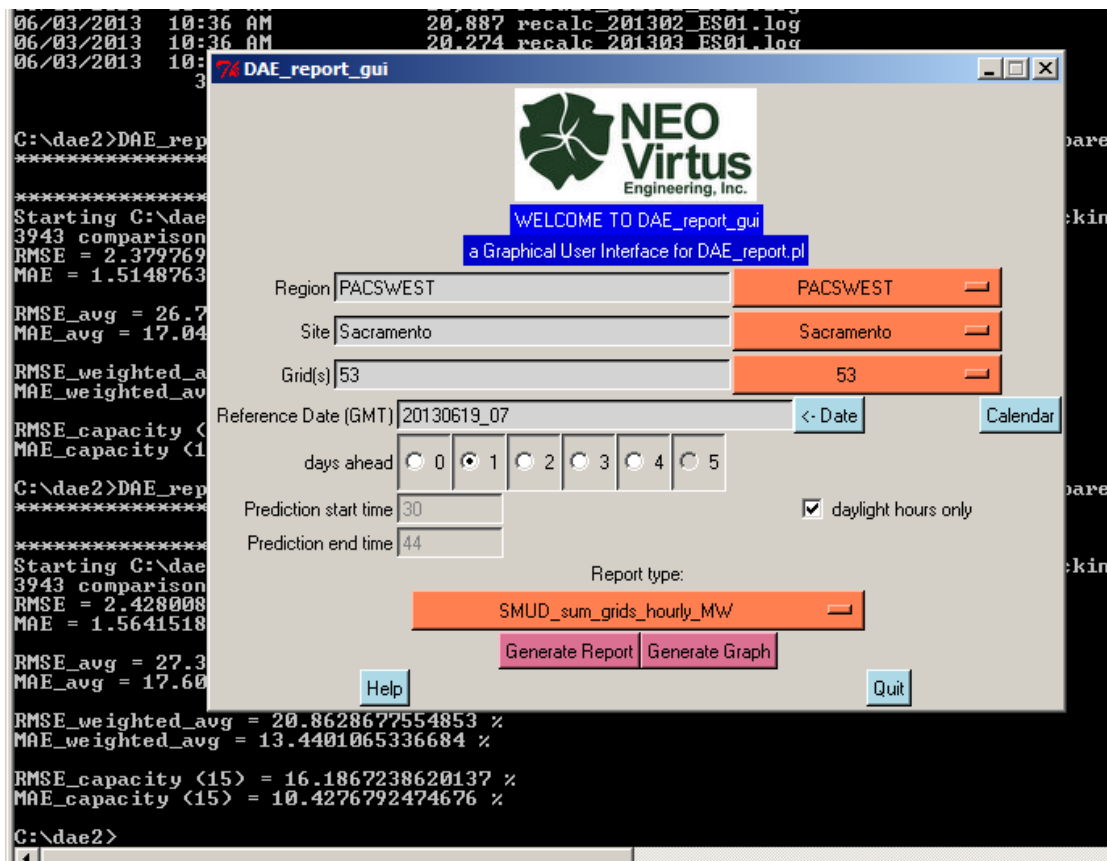 06/03/2013 10:36 AM 20,887 recalc_201302_ES01.log
06/03/2013 10:36 AM 20,274 recalc_201303_ES01.log
06/03/2013 10:
3
DAE_report_gui
NEO
Virtus
Engineering, Inc.
WELCOME TO DAE_report_gui
a Graphical User Interface for DAE_report.pl
Region PACSWEST PACSWEST
Site Sacramento Sacramento
Grid(s) 53 53
Reference Date (GMT) 20130619_07 <- Date Calendar
days ahead 0 1 2 3 4 5
Prediction start time 30 daylight hours only
Prediction end time 44
Report type:
SMUD_sum_grids_hourly_MW
Generate Report Generate Graph
Help Quit
C:\dae2>DAE_rep pare
****************
****************
Starting C:\dae kin
3943 comparison
RMSE = 2.379769
MAE = 1.5148763
RMSE_avg = 26.7
MAE_avg = 17.04
RMSE_weighted_a
MAE_weighted_av
RMSE_capacity (
MAE_capacity (1
C:\dae2>DAE_rep pare
****************
****************
Starting C:\dae kin
3943 comparison
RMSE = 2.428008
MAE = 1.5641518
RMSE_avg = 27.3
MAE_avg = 17.60
RMSE_weighted_avg = 20.8628677554853 %
MAE_weighted_avg = 13.4401065336684 %
RMSE_capacity (15) = 16.1867238620137 %
MAE_capacity (15) = 10.4276792474676 %
C:\dae2>